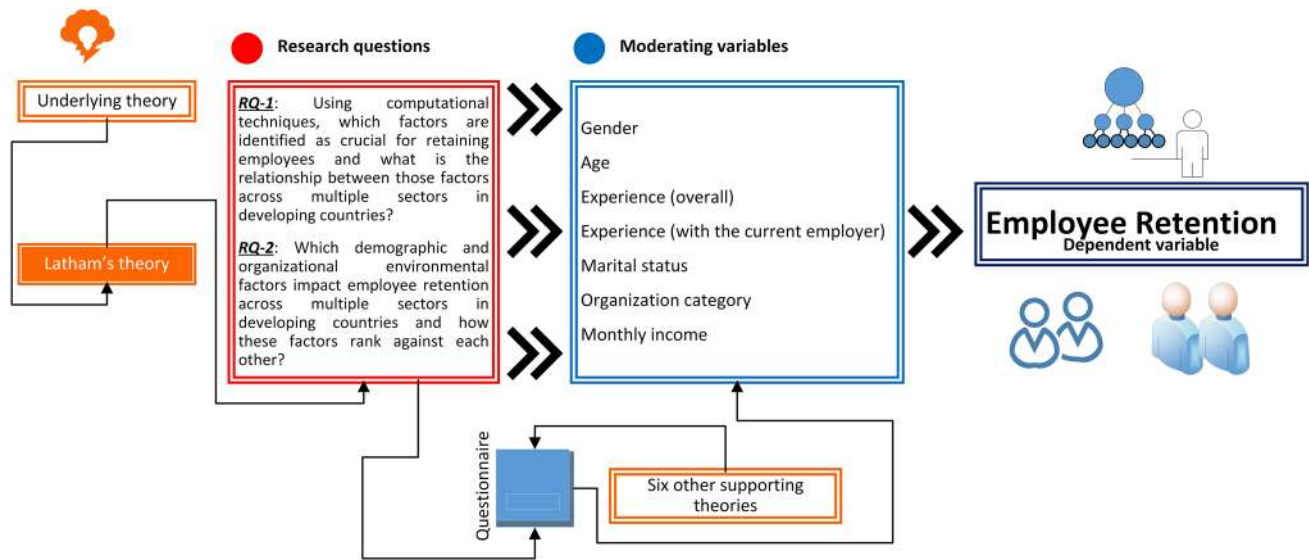 Underlying theory
Latham's theory
Research questions
RQ-1: Using computational
techniques, which factors are
identified as crucial for retaining
employees and what is the
relationship between those factors
across multiple sectors in
developing countries?
RQ-2: Which demographic and
organizational environmental
factors impact employee retention
across multiple sectors in
developing countries and how
these factors rank against each
other?
Moderating variables
Gender
Age
Experience (overall)
Experience (with the current employer)
Marital status
Organization category
Monthly income
Employee Retention
Dependent variable
Questionnaire
Six other supporting
theories